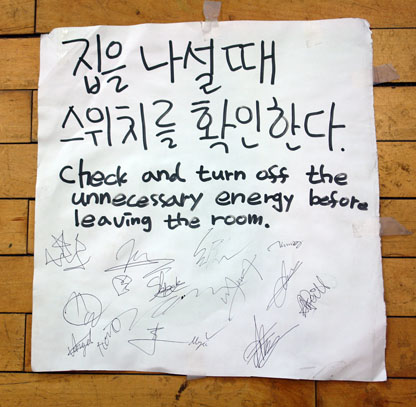 집을 나설 때
스위치를 확인한다.
Check and turn off the
unnecessary energy before
leaving the room.